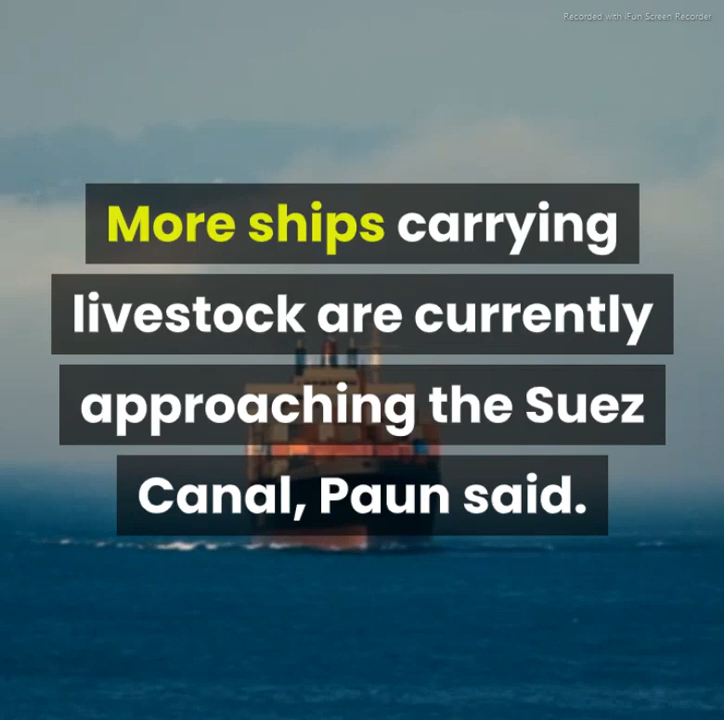 Recorded with iFun Screen Recorder
More ships carrying
livestock are currently
approaching the Suez
Canal, Paun said.